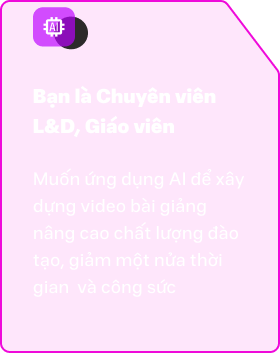 AI
Bạn là Chuyên viên
L&D, Giáo viên
Muốn ứng dụng AI để xây
dựng video bài giảng
nâng cao chất lượng đào
tạo, giảm một nửa thời
gian và công sức